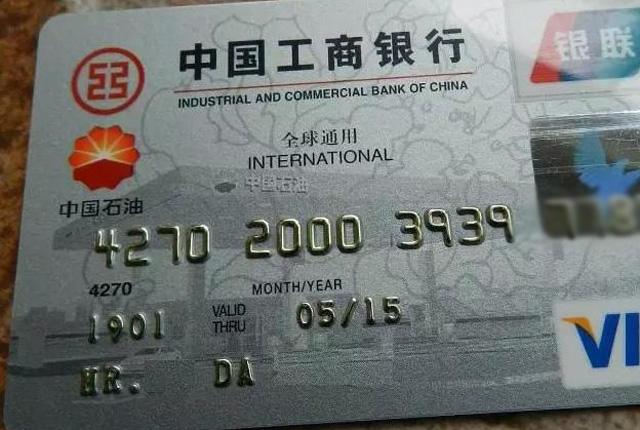 中国工商银行
银联
INDUSTRIAL AND COMMERCIAL BANK OF CHINA
全球通用
INTERNATIONAL
中国石油
中国石油
4270 2000 3939
4270
MONTH/YEAR
1901
VALID
THRU
05/15
MR. DA
VI